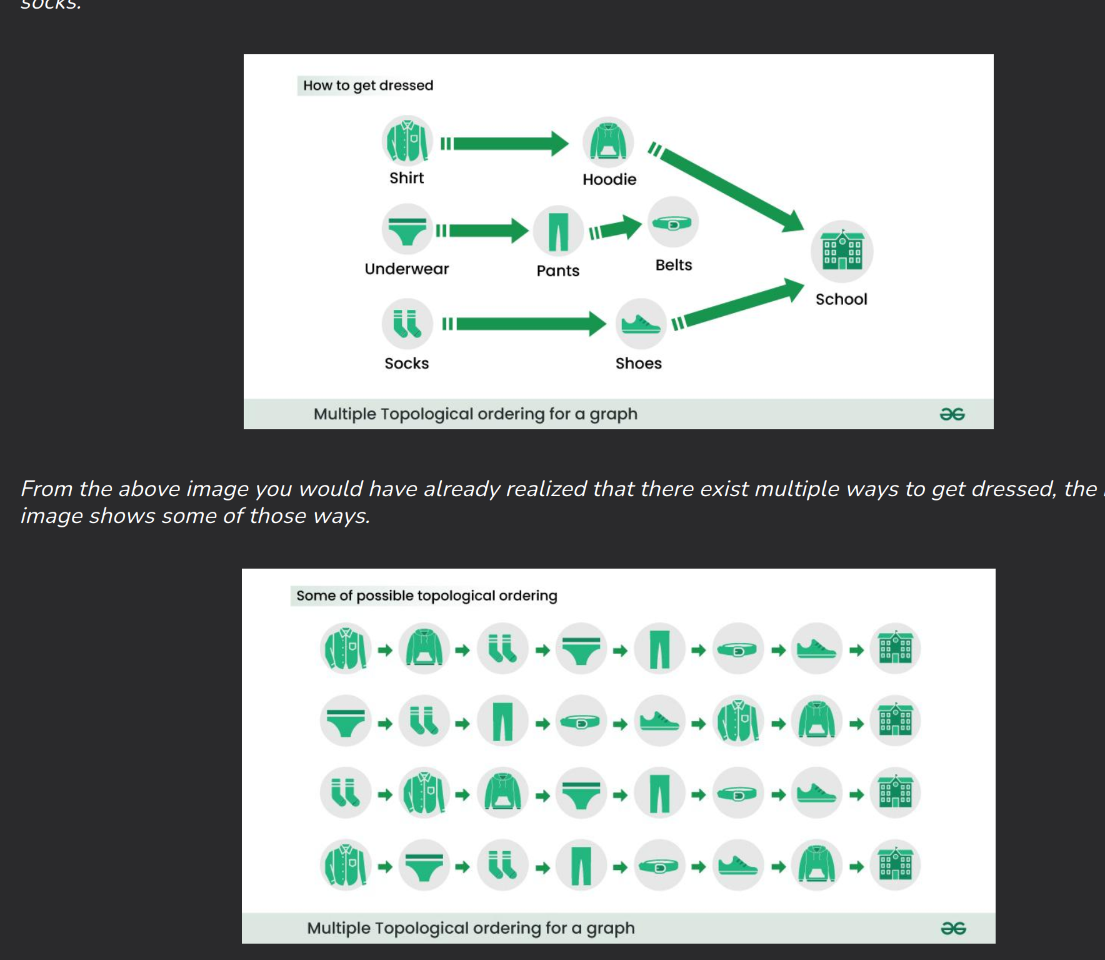 socks.
How to get dressed
Shirt
Hoodie
Underwear
Pants
Belts
School
Socks
Shoes
Multiple Topological ordering for a graph
From the above image you would have already realized that there exist multiple ways to get dressed, the
image shows some of those ways.
Some of possible topological ordering
Multiple Topological ordering for a graph